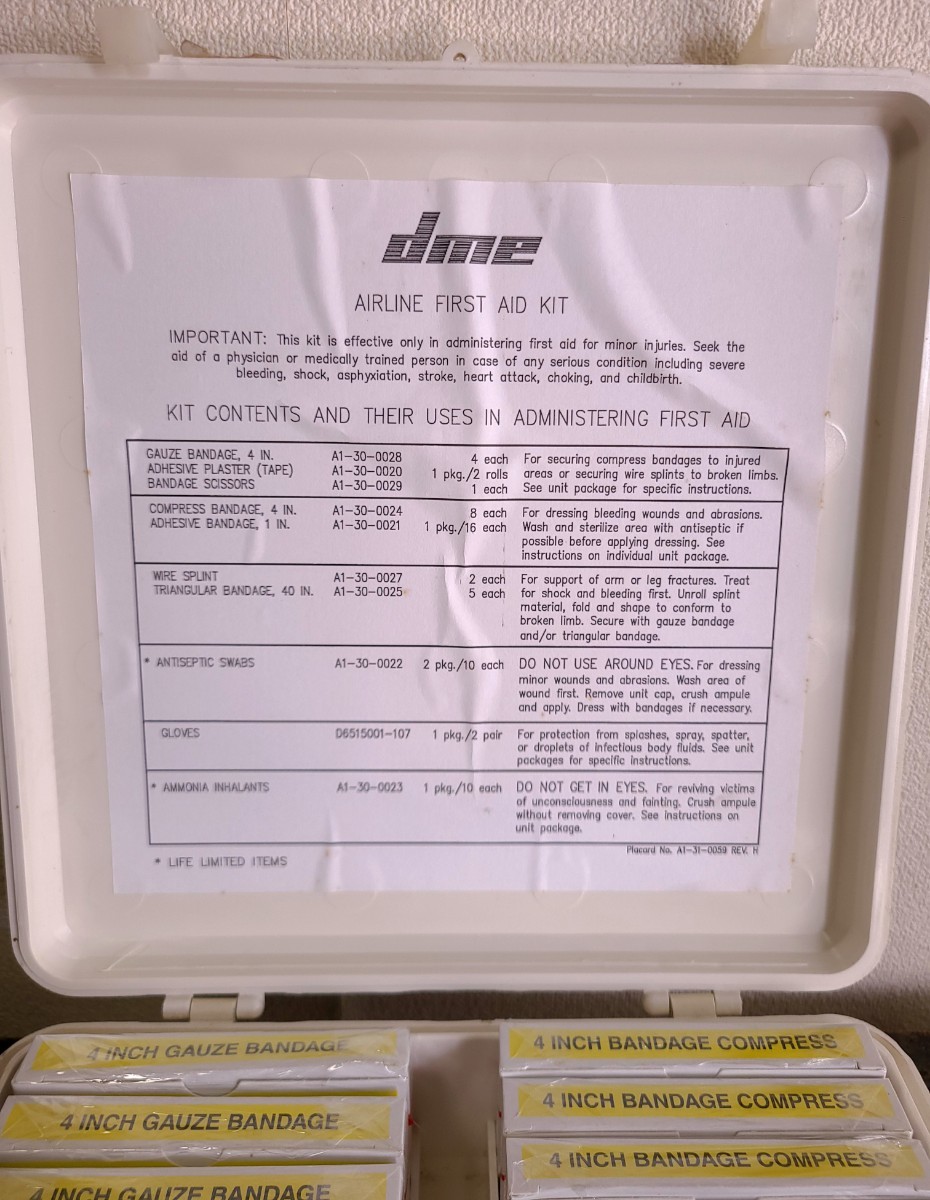 dme
AIRLINE FIRST AID KIT
IMPORTANT: This kit is effective only in administering first aid for minor injuries. Seek the
aid of a physician or medically trained person in case of any serious condition including severe
bleeding, shock, asphyxiation, stroke, heart attack, choking, and childbirth.
KIT CONTENTS AND THEIR USES IN ADMINISTERING FIRST AID
GAUZE BANDAGE, 4 IN. A1-30-0028 4 each For securing compress bandages to injured
ADHESIVE PLASTER (TAPE) A1-30-0020 1 pkg./2 rolls areas or securing wire splints to broken limbs.
BANDAGE SCISSORS A1-30-0029 1 each See unit package for specific instructions.
COMPRESS BANDAGE, 4 IN. A1-30-0024 8 each For dressing bleeding wounds and abrasions.
ADHESIVE BANDAGE, 1 IN. A1-30-0021 1 pkg./16 each Wash and sterilize area with antiseptic if
possible before applying dressing. See
instructions on individual unit package.
WIRE SPLINT A1-30-0027 2 each For support of arm or leg fractures. Treat
TRIANGULAR BANDAGE, 40 IN. A1-30-0025 5 each for shock and bleeding first. Unroll splint
material, fold and shape to conform to
broken limb. Secure with gauze bandage
and/or triangular bandage.
* ANTISEPTIC SWABS A1-30-0022 2 pkg./10 each DO NOT USE AROUND EYES. For dressing
minor wounds and abrasions. Wash area of
wound first. Remove unit cap, crush ampule
and apply. Dress with bandages if necessary.
GLOVES D6515001-107 1 pkg./2 pair For protection from splashes, spray, spatter,
or droplets of infectious body fluids. See unit
packages for specific instructions.
* AMMONIA INHALANTS A1-30-0023 1 pkg./10 each DO NOT GET IN EYES. For reviving victims
of unconsciousness and fainting. Crush ampule
without removing cover. See instructions on
unit package.
Placard No. A1-31-0059 REV. H
* LIFE LIMITED ITEMS
4 INCH GAUZE BANDAGE
4 INCH BANDAGE COMPRESS
4 INCH GAUZE BANDAGE
4 INCH BANDAGE COMPRESS
4 INCH GAUZE BANDAGE
4 INCH BANDAGE COMPRESS